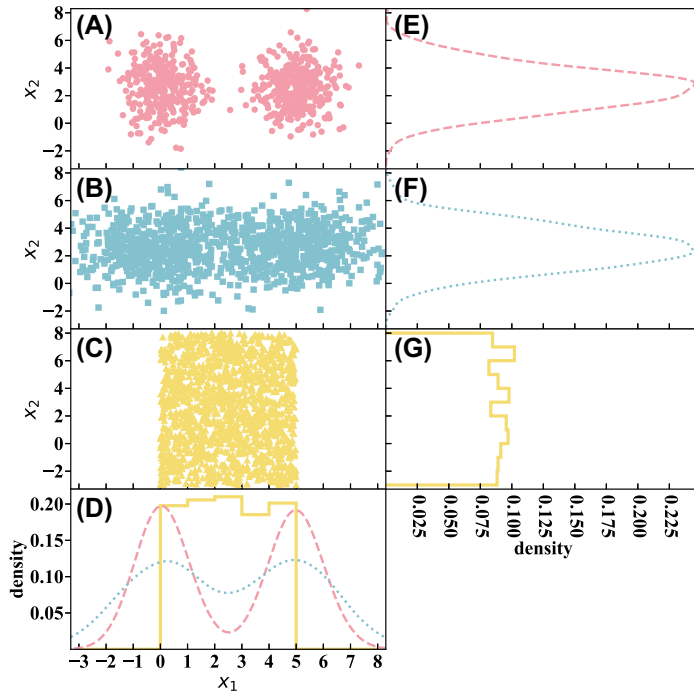 (A)
x2
8
6
4
2
0
−2
(E)
(B)
x2
8
6
4
2
0
−2
(F)
(C)
x2
8
6
4
2
0
−2
(G)
0.025
0.050
0.075
0.100
0.125
0.150
0.175
0.200
0.225
density
(D)
density
0.20
0.15
0.10
0.05
−3 −2 −1 0 1 2 3 4 5 6 7 8
x1